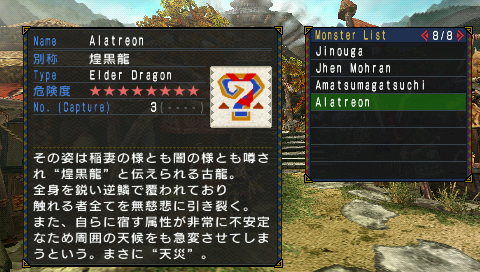 Name Alatreon
別称 煌黒龍
Type Elder Dragon
危険度 ★★★★★★★★
No. (Capture) 3(----)
その姿は稲妻の様とも闇の様とも噂さ
れ“煌黒龍”と伝えられる古龍。
全身を鋭い逆鱗で覆われており
触れる者全てを無慈悲に引き裂く。
また、自らに宿す属性が非常に不安定
なため周囲の天候をも急変させてしま
うという。まさに“天災”。
Monster List 8/8
Jinouga
Jhen Mohran
Amatsumagatsuchi
Alatreon